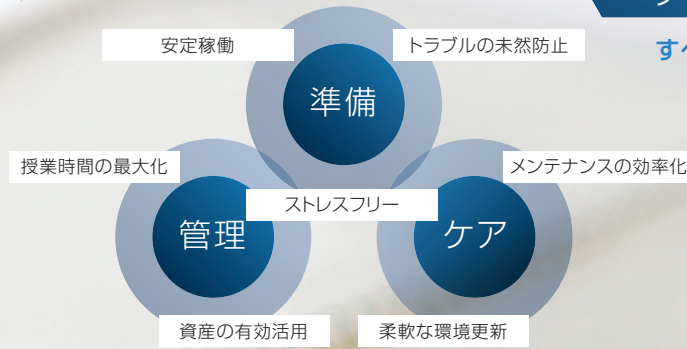 安定稼働
トラブルの未然防止
準備
授業時間の最大化
メンテナンスの効率化
ストレスフリー
管理
ケア
資産の有効活用
柔軟な環境更新